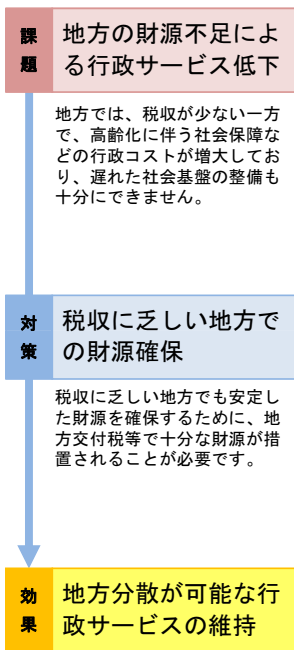 課題
地方の財源不足によ
る行政サービス低下
地方では、税収が少ない一方
で、高齢化に伴う社会保障な
どの行政コストが増大してお
り、遅れた社会基盤の整備も
十分にできません。
対策
税収に乏しい地方で
の財源確保
税収に乏しい地方でも安定し
た財源を確保するために、地
方交付税等で十分な財源が措
置されることが必要です。
効果
地方分散が可能な行
政サービスの維持